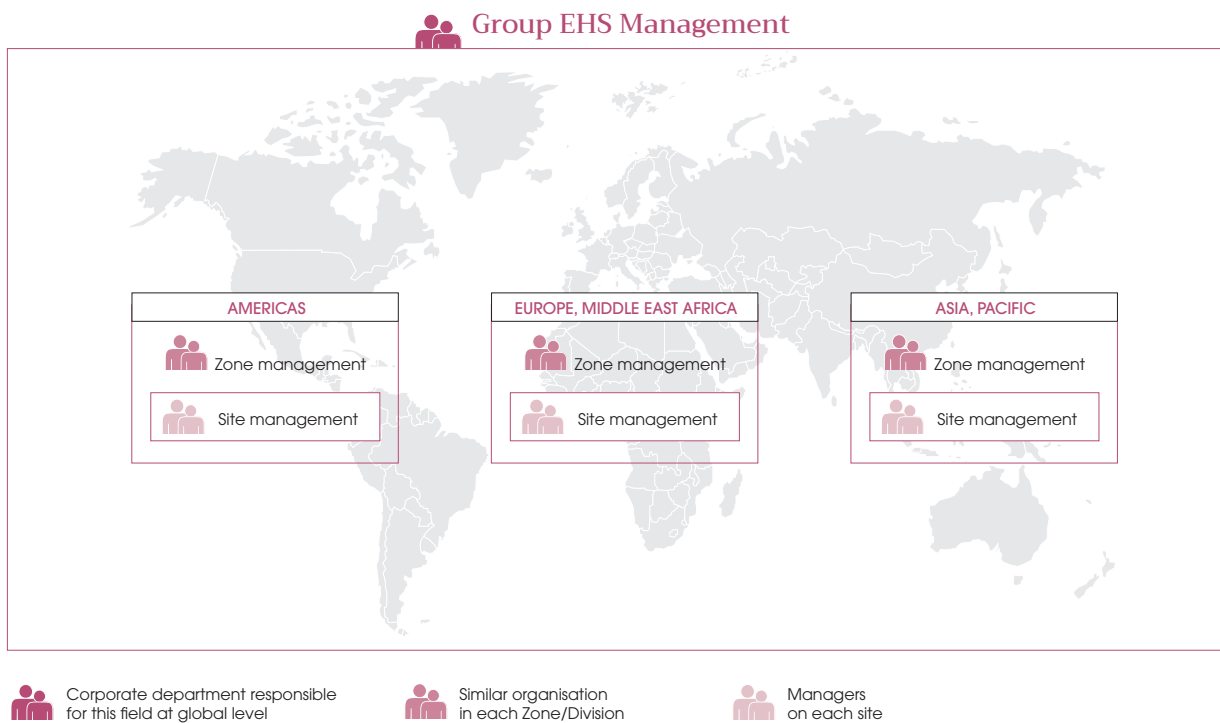 Group EHS Management
AMERICAS
Zone management
Site management
EUROPE, MIDDLE EAST AFRICA
Zone management
Site management
ASIA, PACIFIC
Zone management
Site management
Corporate department responsible
for this field at global level
Similar organisation
in each Zone/Division
Managers
on each site